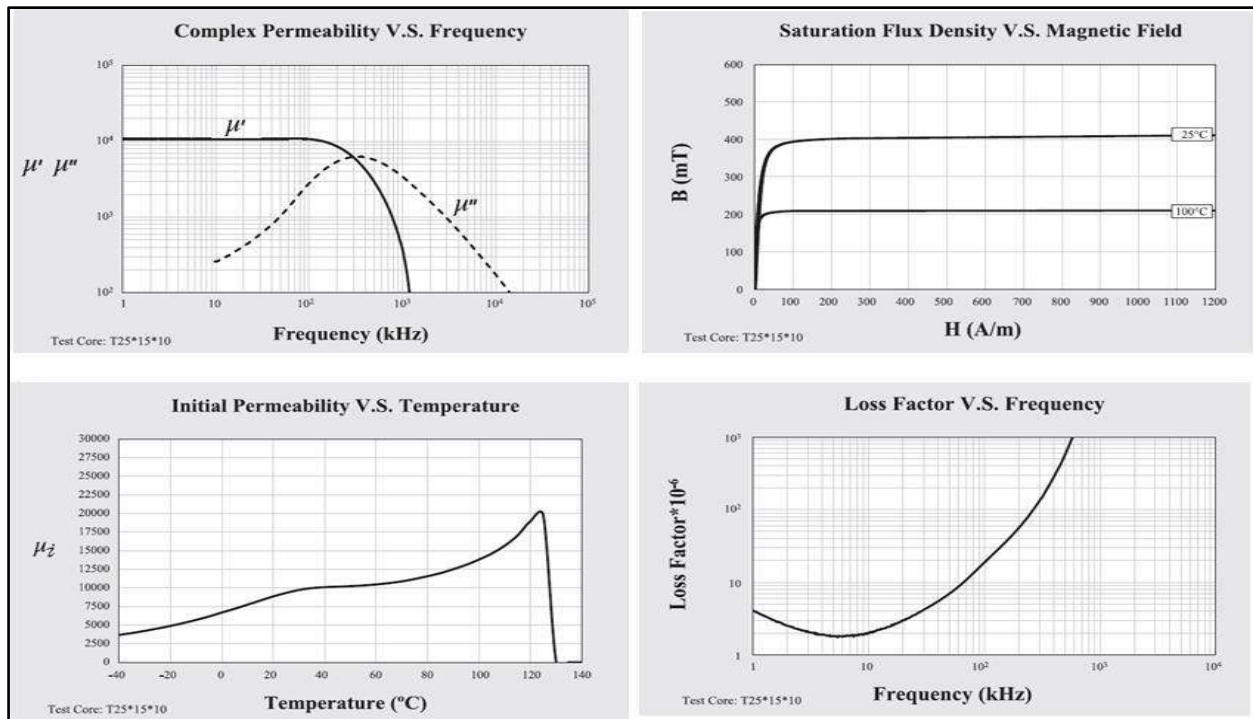 Complex Permeability V.S. Frequency
10⁵
10⁴
10³
10²
μ' μ"
μ'
μ"
1 10 10² 10³ 10⁴ 10⁵
Frequency (kHz)
Test Core: T25*15*10
Saturation Flux Density V.S. Magnetic Field
600
500
400
300
200
100
0
B (mT)
25°C
100°C
0 100 200 300 400 500 600 700 800 900 1000 1100 1200
H (A/m)
Test Core: T25*15*10
Initial Permeability V.S. Temperature
30000
27500
25000
22500
20000
17500
15000
12500
10000
7500
5000
2500
0
μi
-40 -20 0 20 40 60 80 100 120 140
Temperature (ºC)
Test Core: T25*15*10
Loss Factor V.S. Frequency
10³
10²
10
1
Loss Factor*10⁻⁶
1 10 10² 10³ 10⁴
Frequency (kHz)
Test Core: T25*15*10